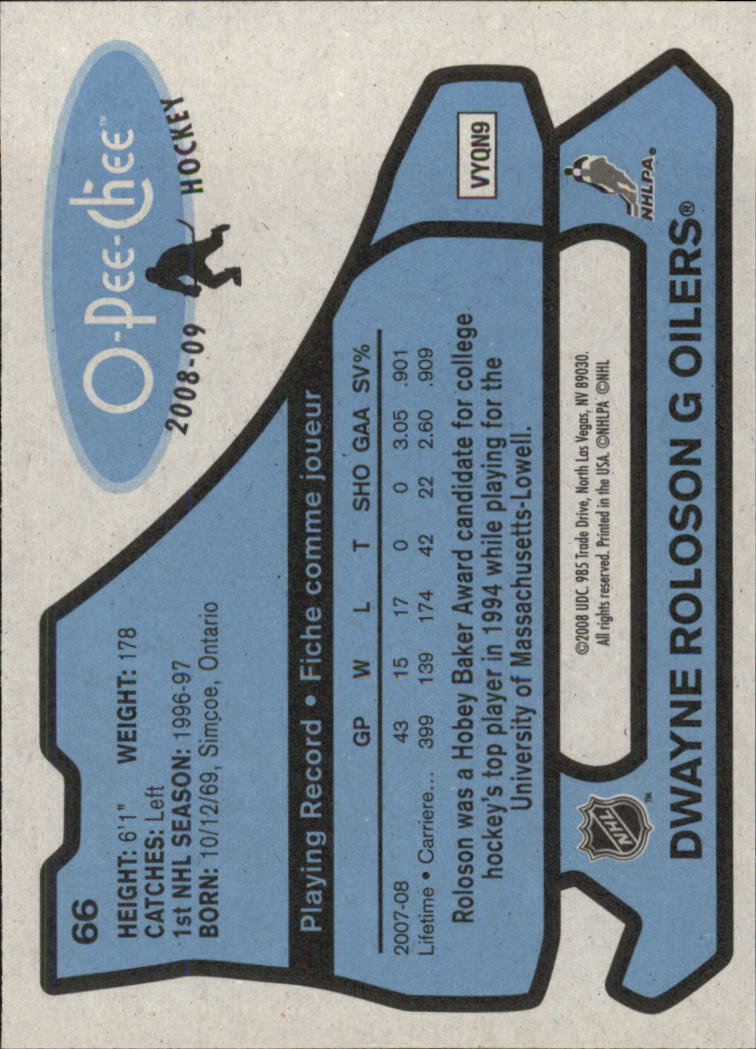 O-Pee-Chee™
2008-09 HOCKEY
66
HEIGHT: 6'1" WEIGHT: 178
CATCHES: Left
1st NHL SEASON: 1996-97
BORN: 10/12/69, Simcoe, Ontario
VYQN9
Playing Record • Fiche comme joueur
GP W L T SHO GAA SV%
2007-08 43 15 17 0 0 3.05 .901
Lifetime • Carriere... 399 139 174 42 22 2.60 .909
Roloson was a Hobey Baker Award candidate for college
hockey's top player in 1994 while playing for the
University of Massachusetts-Lowell.
NHL™
©2008 UDC. 985 Trade Drive, North Las Vegas, NV 89030.
All rights reserved. Printed in the USA. ©NHLPA ©NHL
NHLPA®
DWAYNE ROLOSON G OILERS®